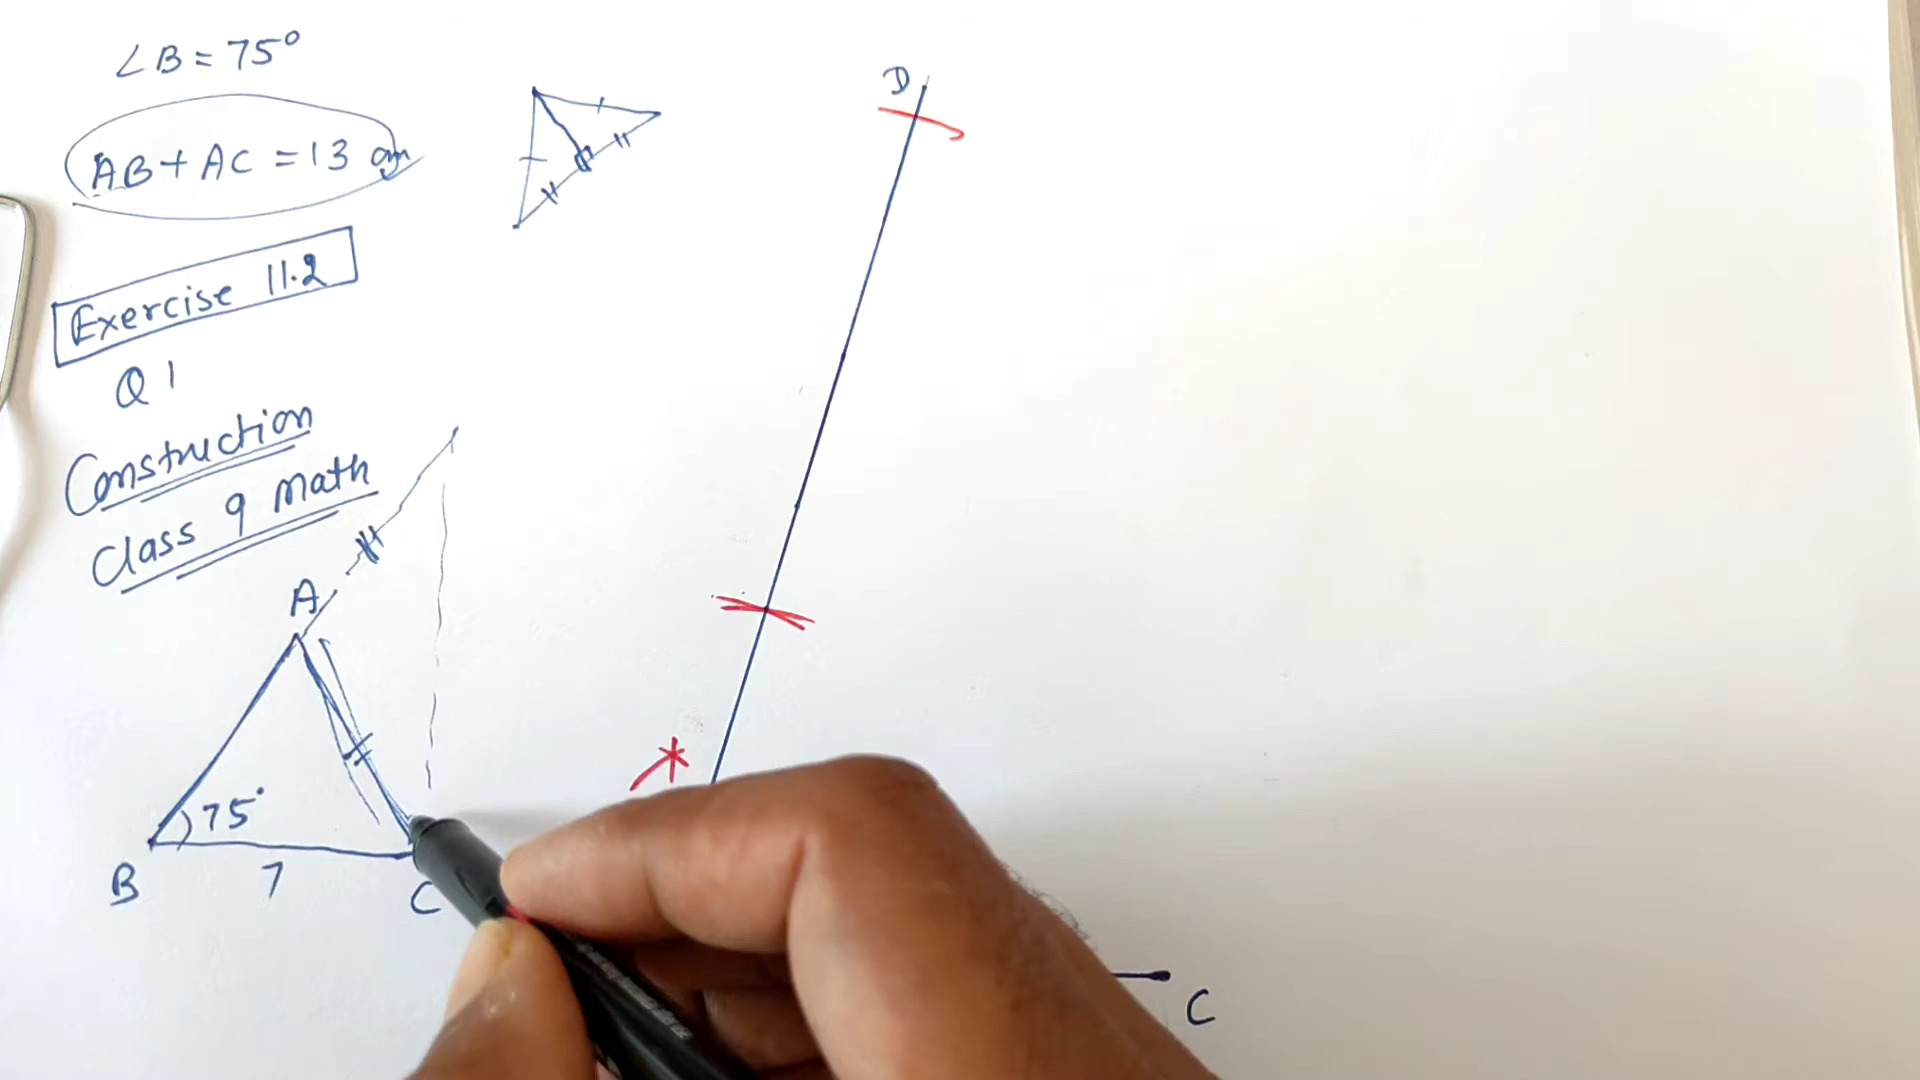 ∠B = 75°
AB + AC = 13 cm
Exercise 11.2
Q 1
Construction
Class 9 Math
A
75°
B
7
C
D
C